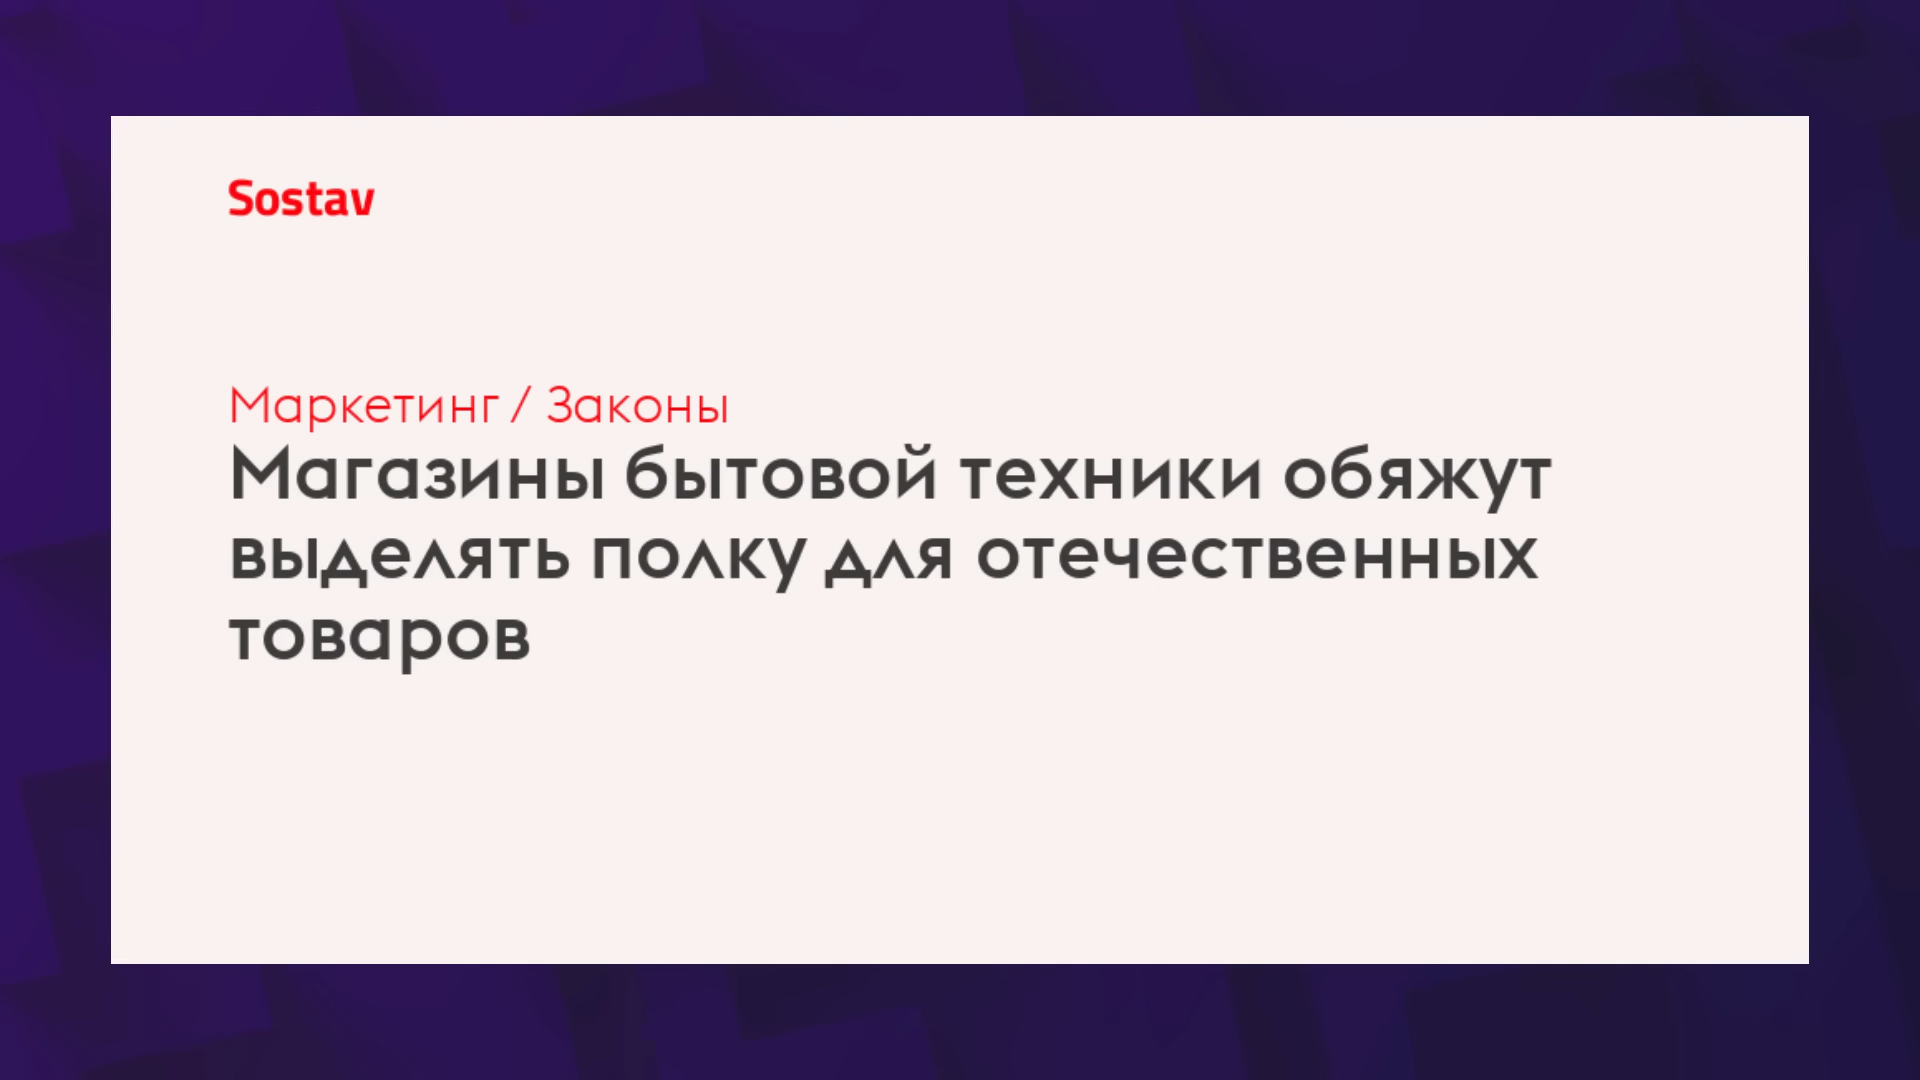 Sostav
Маркетинг / Законы
Магазины бытовой техники обяжут
выделять полку для отечественных
товаров